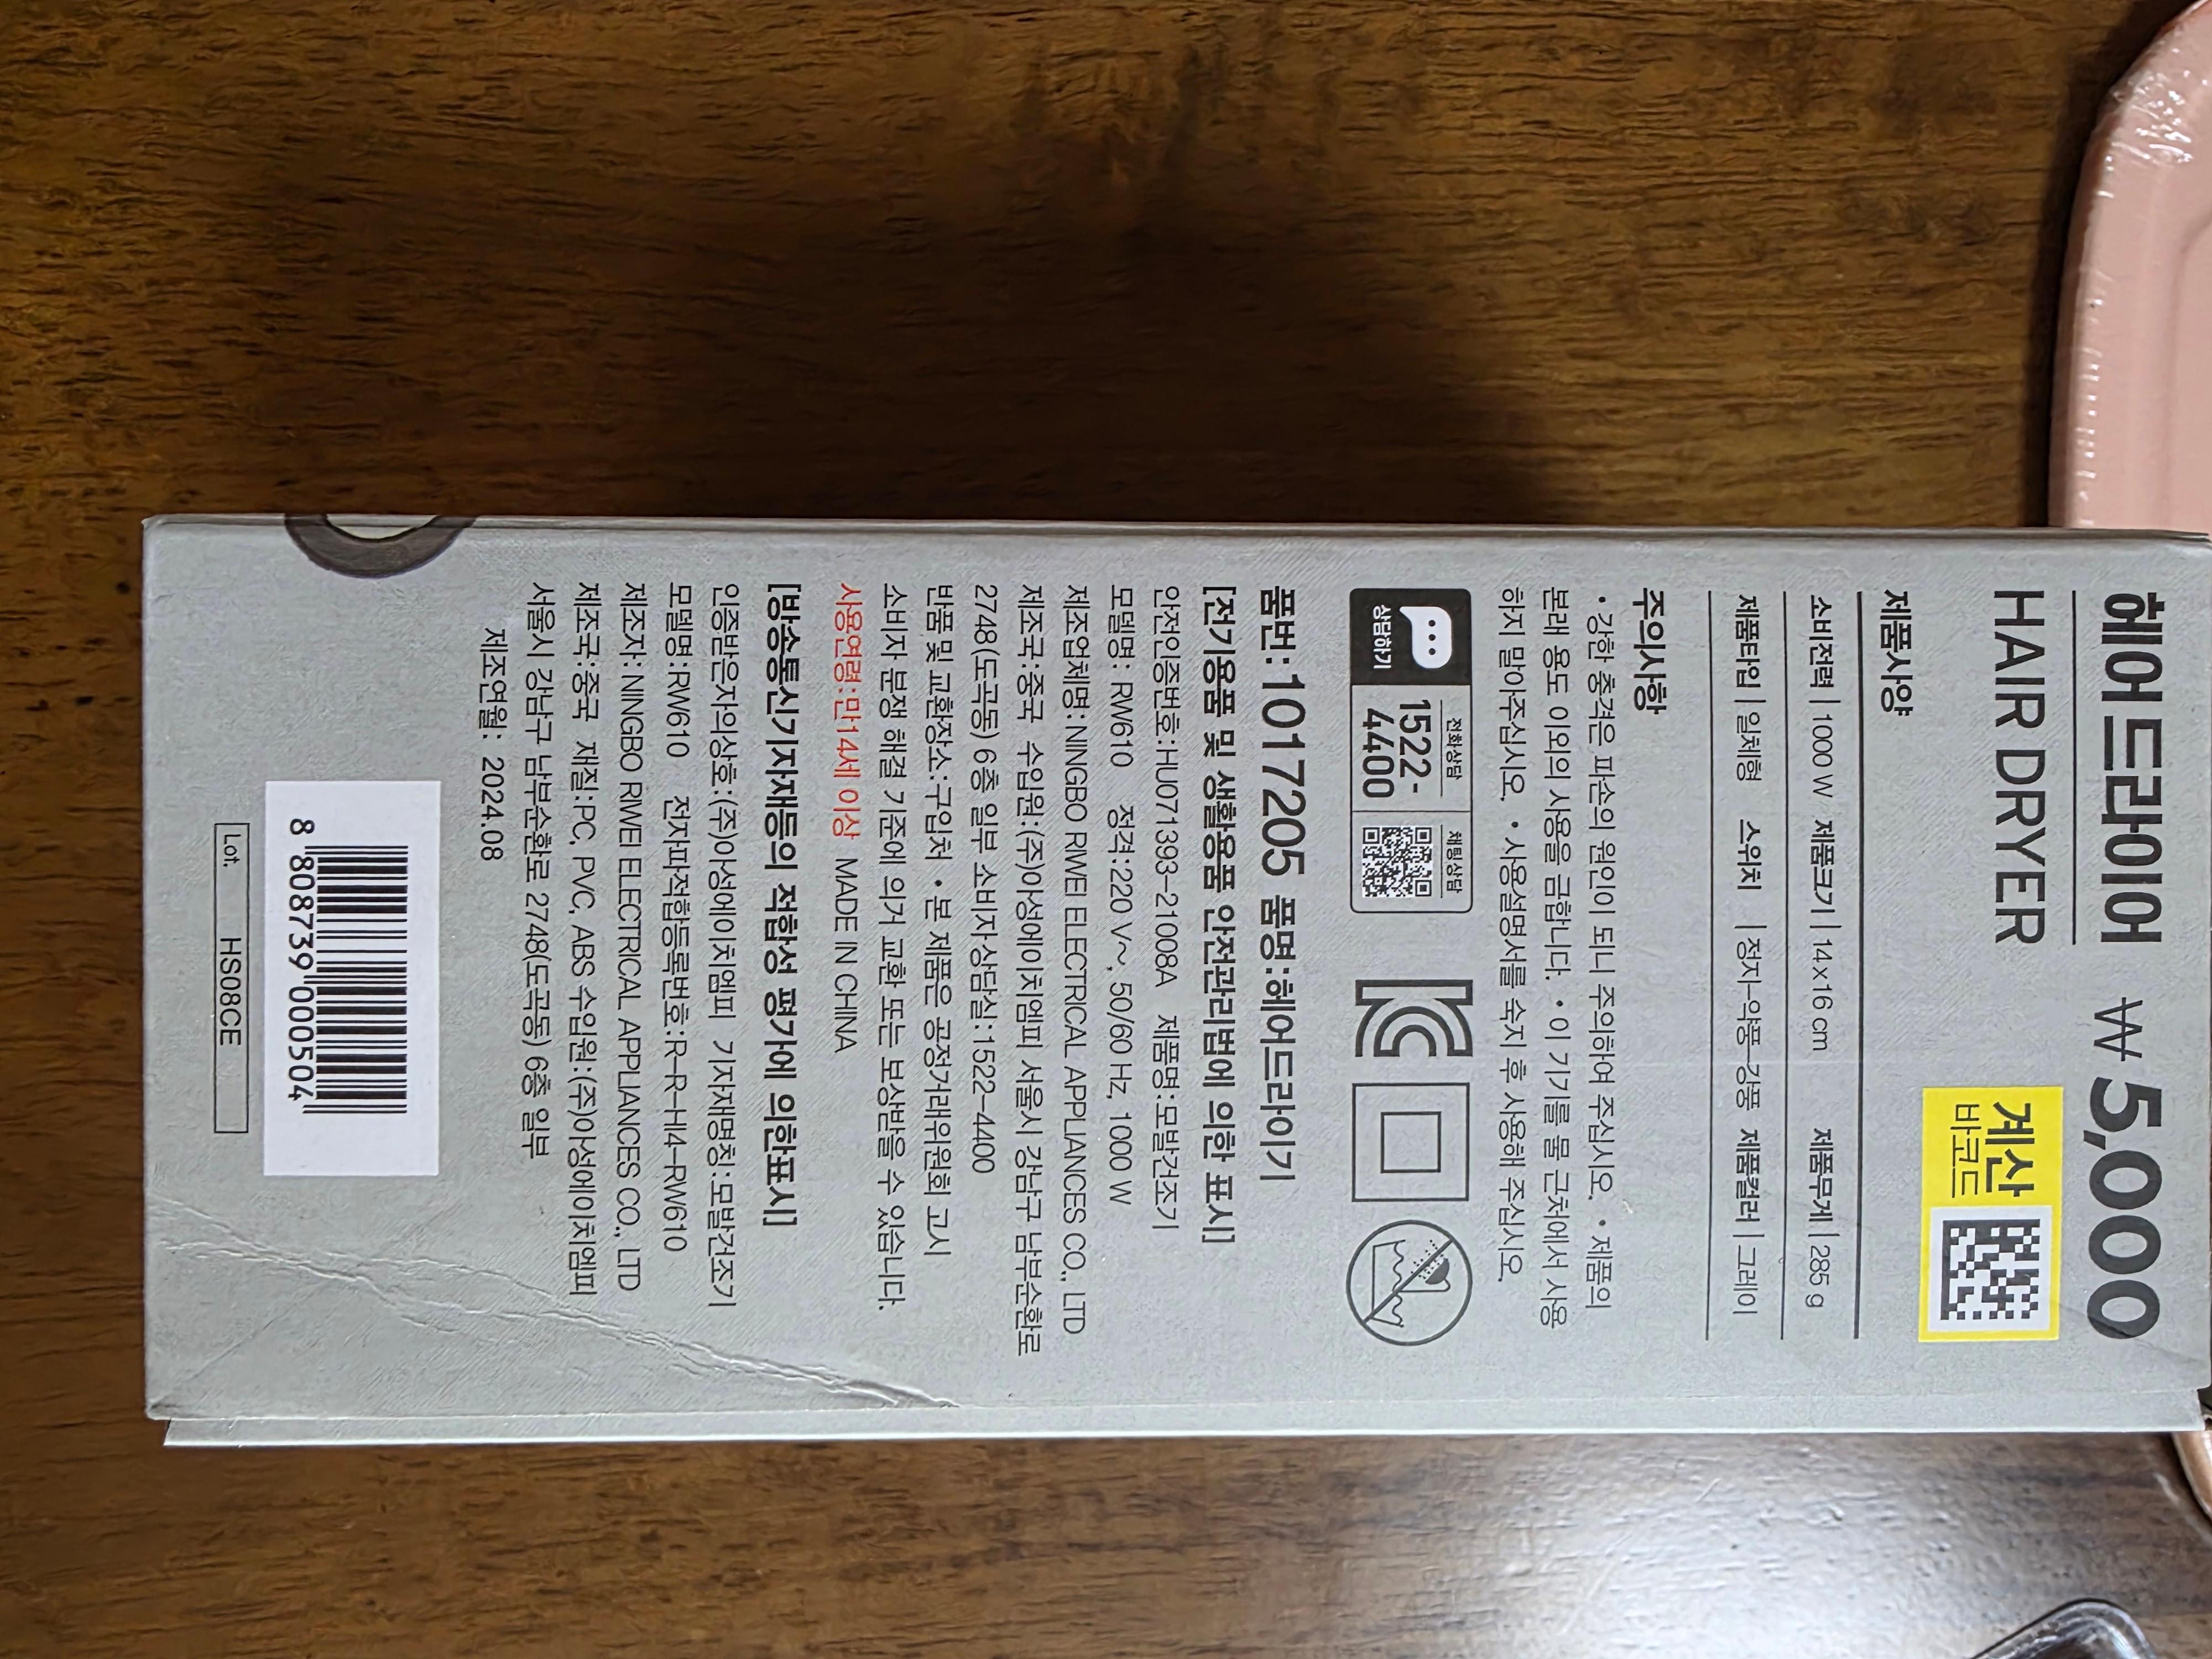 헤어 드라이어 ₩ 5,000
HAIR DRYER
계산
바코드
제품사양
소비전력 | 1000 W 제품크기 | 14x16 cm 제품무게 | 285 g
제품타입 | 일체형 스위치 | 정지-약풍-강풍 제품컬러 | 그레이
주의사항
• 강한 충격은 파손의 원인이 되니 주의하여 주십시오. • 제품의
본래 용도 이외의 사용을 금합니다. • 이 기기를 물 근처에서 사용
하지 말아주십시오. • 사용설명서를 숙지 후 사용해 주십시오.
상담하기
전화상담
1522-
4400
채팅상담
품번: 1017205 품명:헤어드라이기
[전기용품 및 생활용품 안전관리법에 의한 표시]
안전인증번호:HU071393-21008A 제품명:모발건조기
모델명: RW610 정격:220 V~, 50/60 Hz, 1000 W
제조업체명: NINGBO RIWEI ELECTRICAL APPLIANCES CO., LTD
제조국:중국 수입원:(주)아성에이치엠피 서울시 강남구 남부순환로
2748(도곡동) 6층 일부 소비자상담실:1522-4400
반품 및 교환장소:구입처 • 본 제품은 공정거래위원회 고시
소비자 분쟁 해결 기준에 의거 교환 또는 보상받을 수 있습니다.
사용연령:만14세 이상 MADE IN CHINA
[방송통신기자재등의 적합성 평가에 의한표시]
인증받은자의상호:(주)아성에이치엠피 기자재명칭:모발건조기
모델명:RW610 전자파적합등록번호:R-R-H4-RW610
제조자: NINGBO RIWEI ELECTRICAL APPLIANCES CO., LTD
제조국:중국 재질:PC, PVC, ABS 수입원:(주)아성에이치엠피
서울시 강남구 남부순환로 2748(도곡동) 6층 일부
제조연월: 2024.08
8 808739 000504
Lot. HS08CE